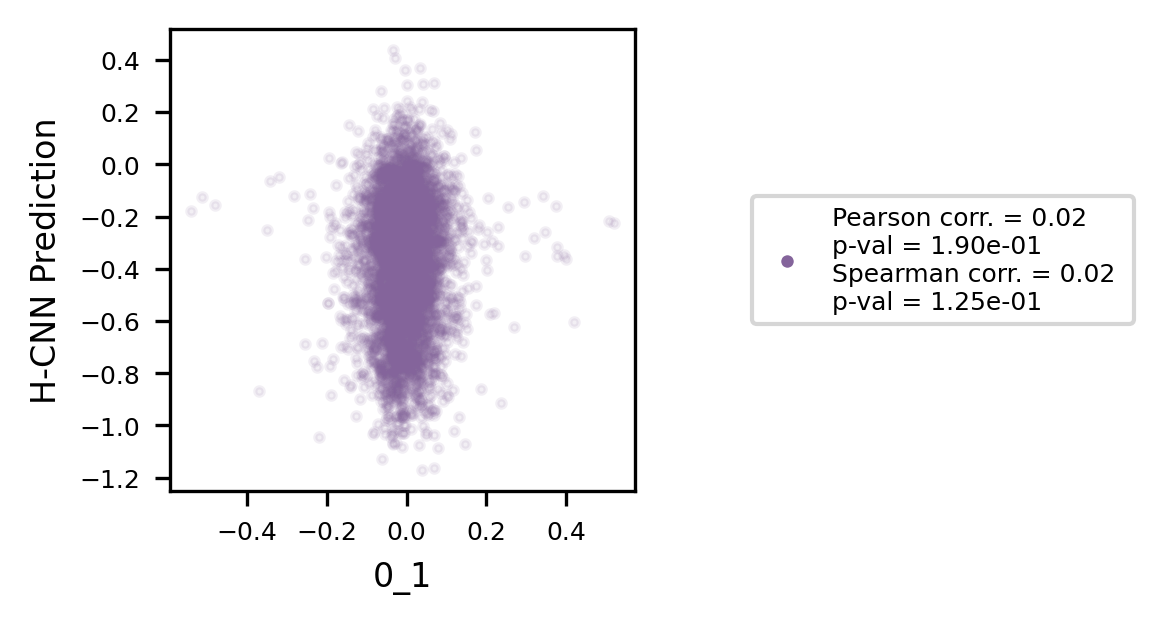 H-CNN Prediction
0.4
0.2
0.0
−0.2
−0.4
−0.6
−0.8
−1.0
−1.2
−0.4 −0.2 0.0 0.2 0.4
0_1
Pearson corr. = 0.02
p-val = 1.90e-01
Spearman corr. = 0.02
p-val = 1.25e-01